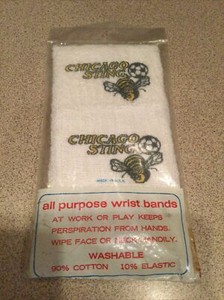 CHICAGO
STING
CHICAGO
STING
MADE IN U.S.A.
all purpose wrist bands
AT WORK OR PLAY KEEPS
PERSPIRATION FROM HANDS.
WIPE FACE OR NECK HANDILY.
WASHABLE
90% COTTON 10% ELASTIC